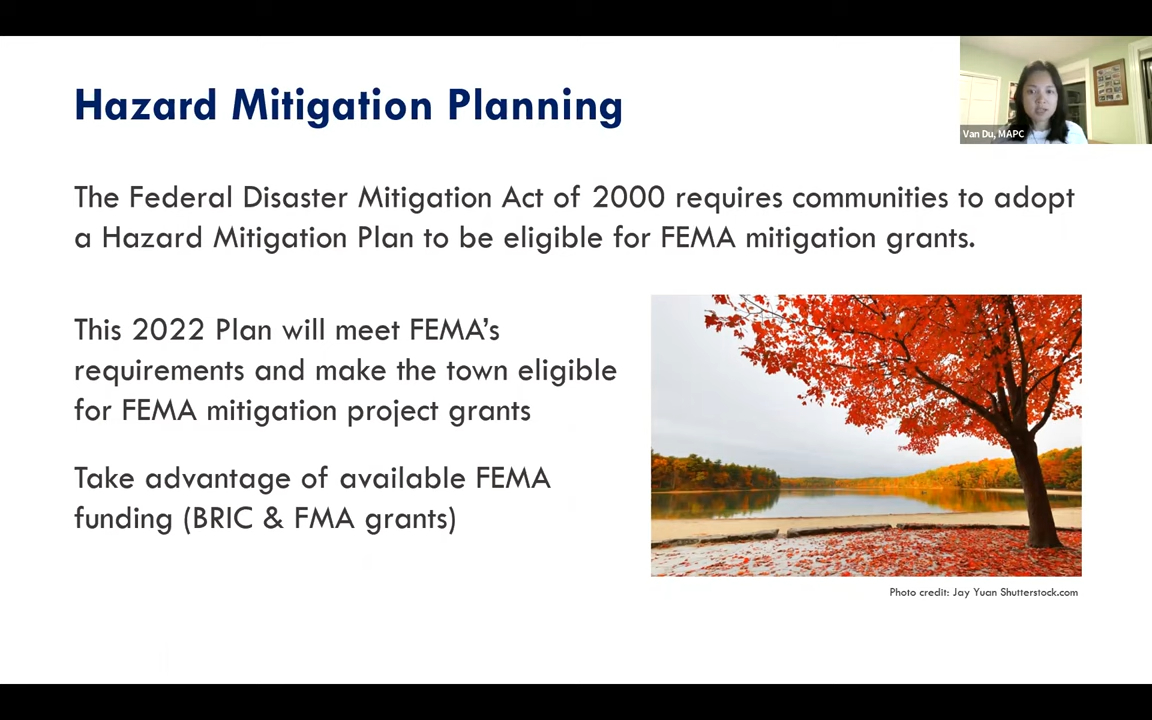 Hazard Mitigation Planning
Van Du, MAPC
The Federal Disaster Mitigation Act of 2000 requires communities to adopt
a Hazard Mitigation Plan to be eligible for FEMA mitigation grants.
This 2022 Plan will meet FEMA’s
requirements and make the town eligible
for FEMA mitigation project grants
Take advantage of available FEMA
funding (BRIC & FMA grants)
Photo credit: Jay Yuan Shutterstock.com